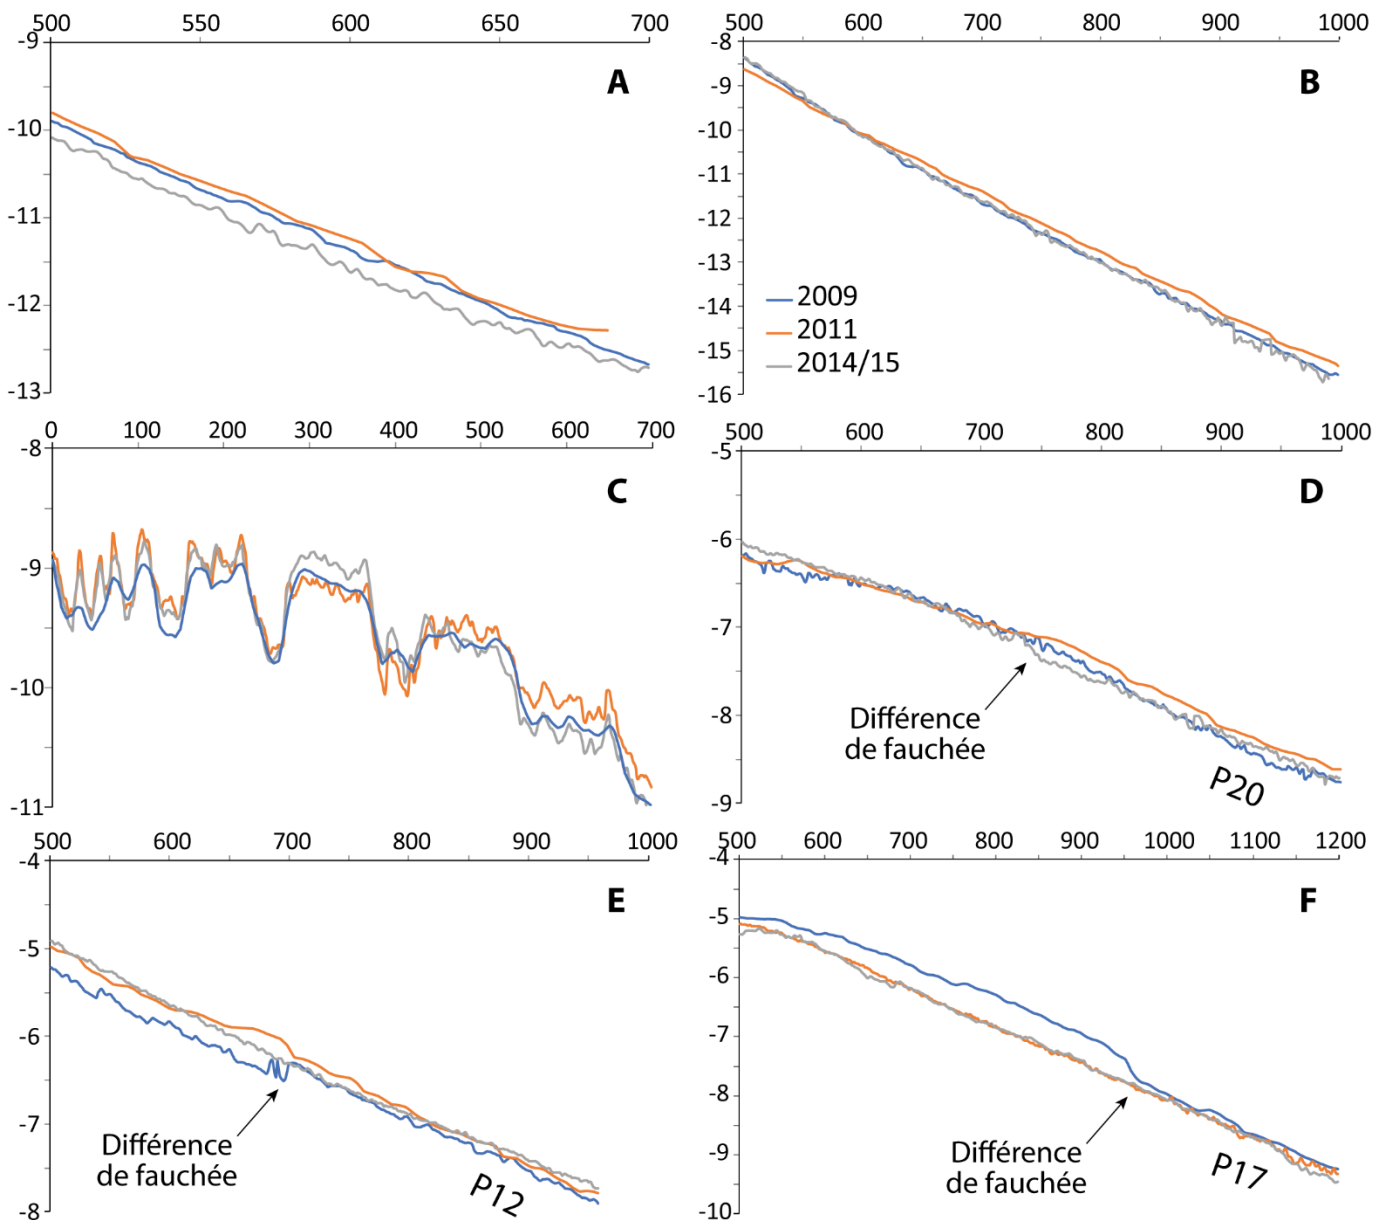 500 550 600 650 700
-9
-10
-11
-12
-13
A
500 600 700 800 900 1000
-8
-9
-10
-11
-12
-13
-14
-15
-16
B
2009
2011
2014/15
0 100 200 300 400 500 600 700
-8
-9
-10
-11
C
500 600 700 800 900 1000
-5
-6
-7
-8
-9
D
Différence
de fauchée
P20
500 600 700 800 900 1000
-4
-5
-6
-7
-8
E
Différence
de fauchée
P12
500 600 700 800 900 1000 1100 1200
-4
-5
-6
-7
-8
-9
-10
F
Différence
de fauchée
P17